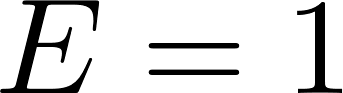 E = 1